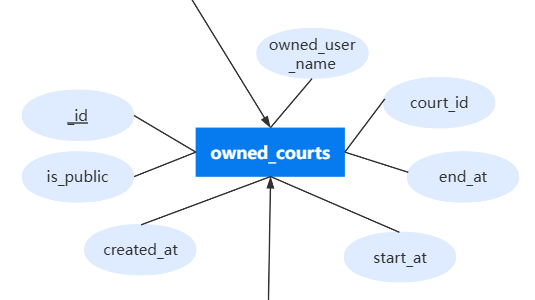 owned_user
_name
court_id
_id
owned_courts
is_public
end_at
created_at
start_at